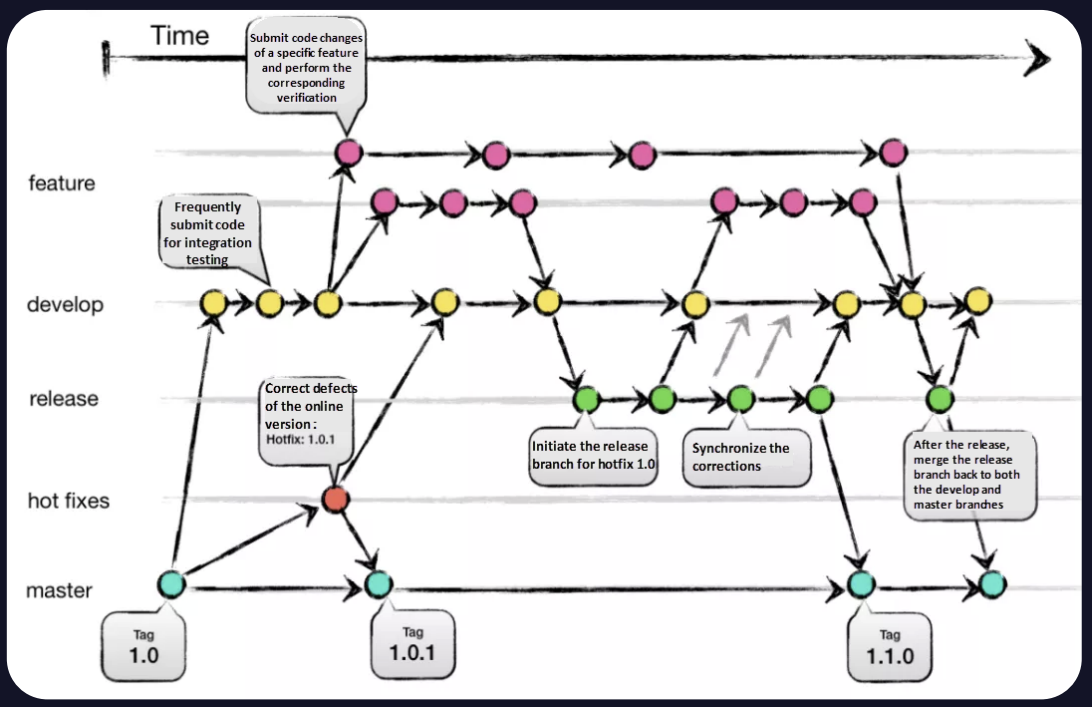 Time
Submit code changes
of a specific feature
and perform the
corresponding
verification
feature
Frequently
submit code
for integration
testing
develop
Correct defects
of the online
version :
Hotfix: 1.0.1
release
Initiate the release
branch for hotfix 1.0
Synchronize the
corrections
After the release,
merge the release
branch back to both
the develop and
master branches
hot fixes
master
Tag
1.0
Tag
1.0.1
Tag
1.1.0